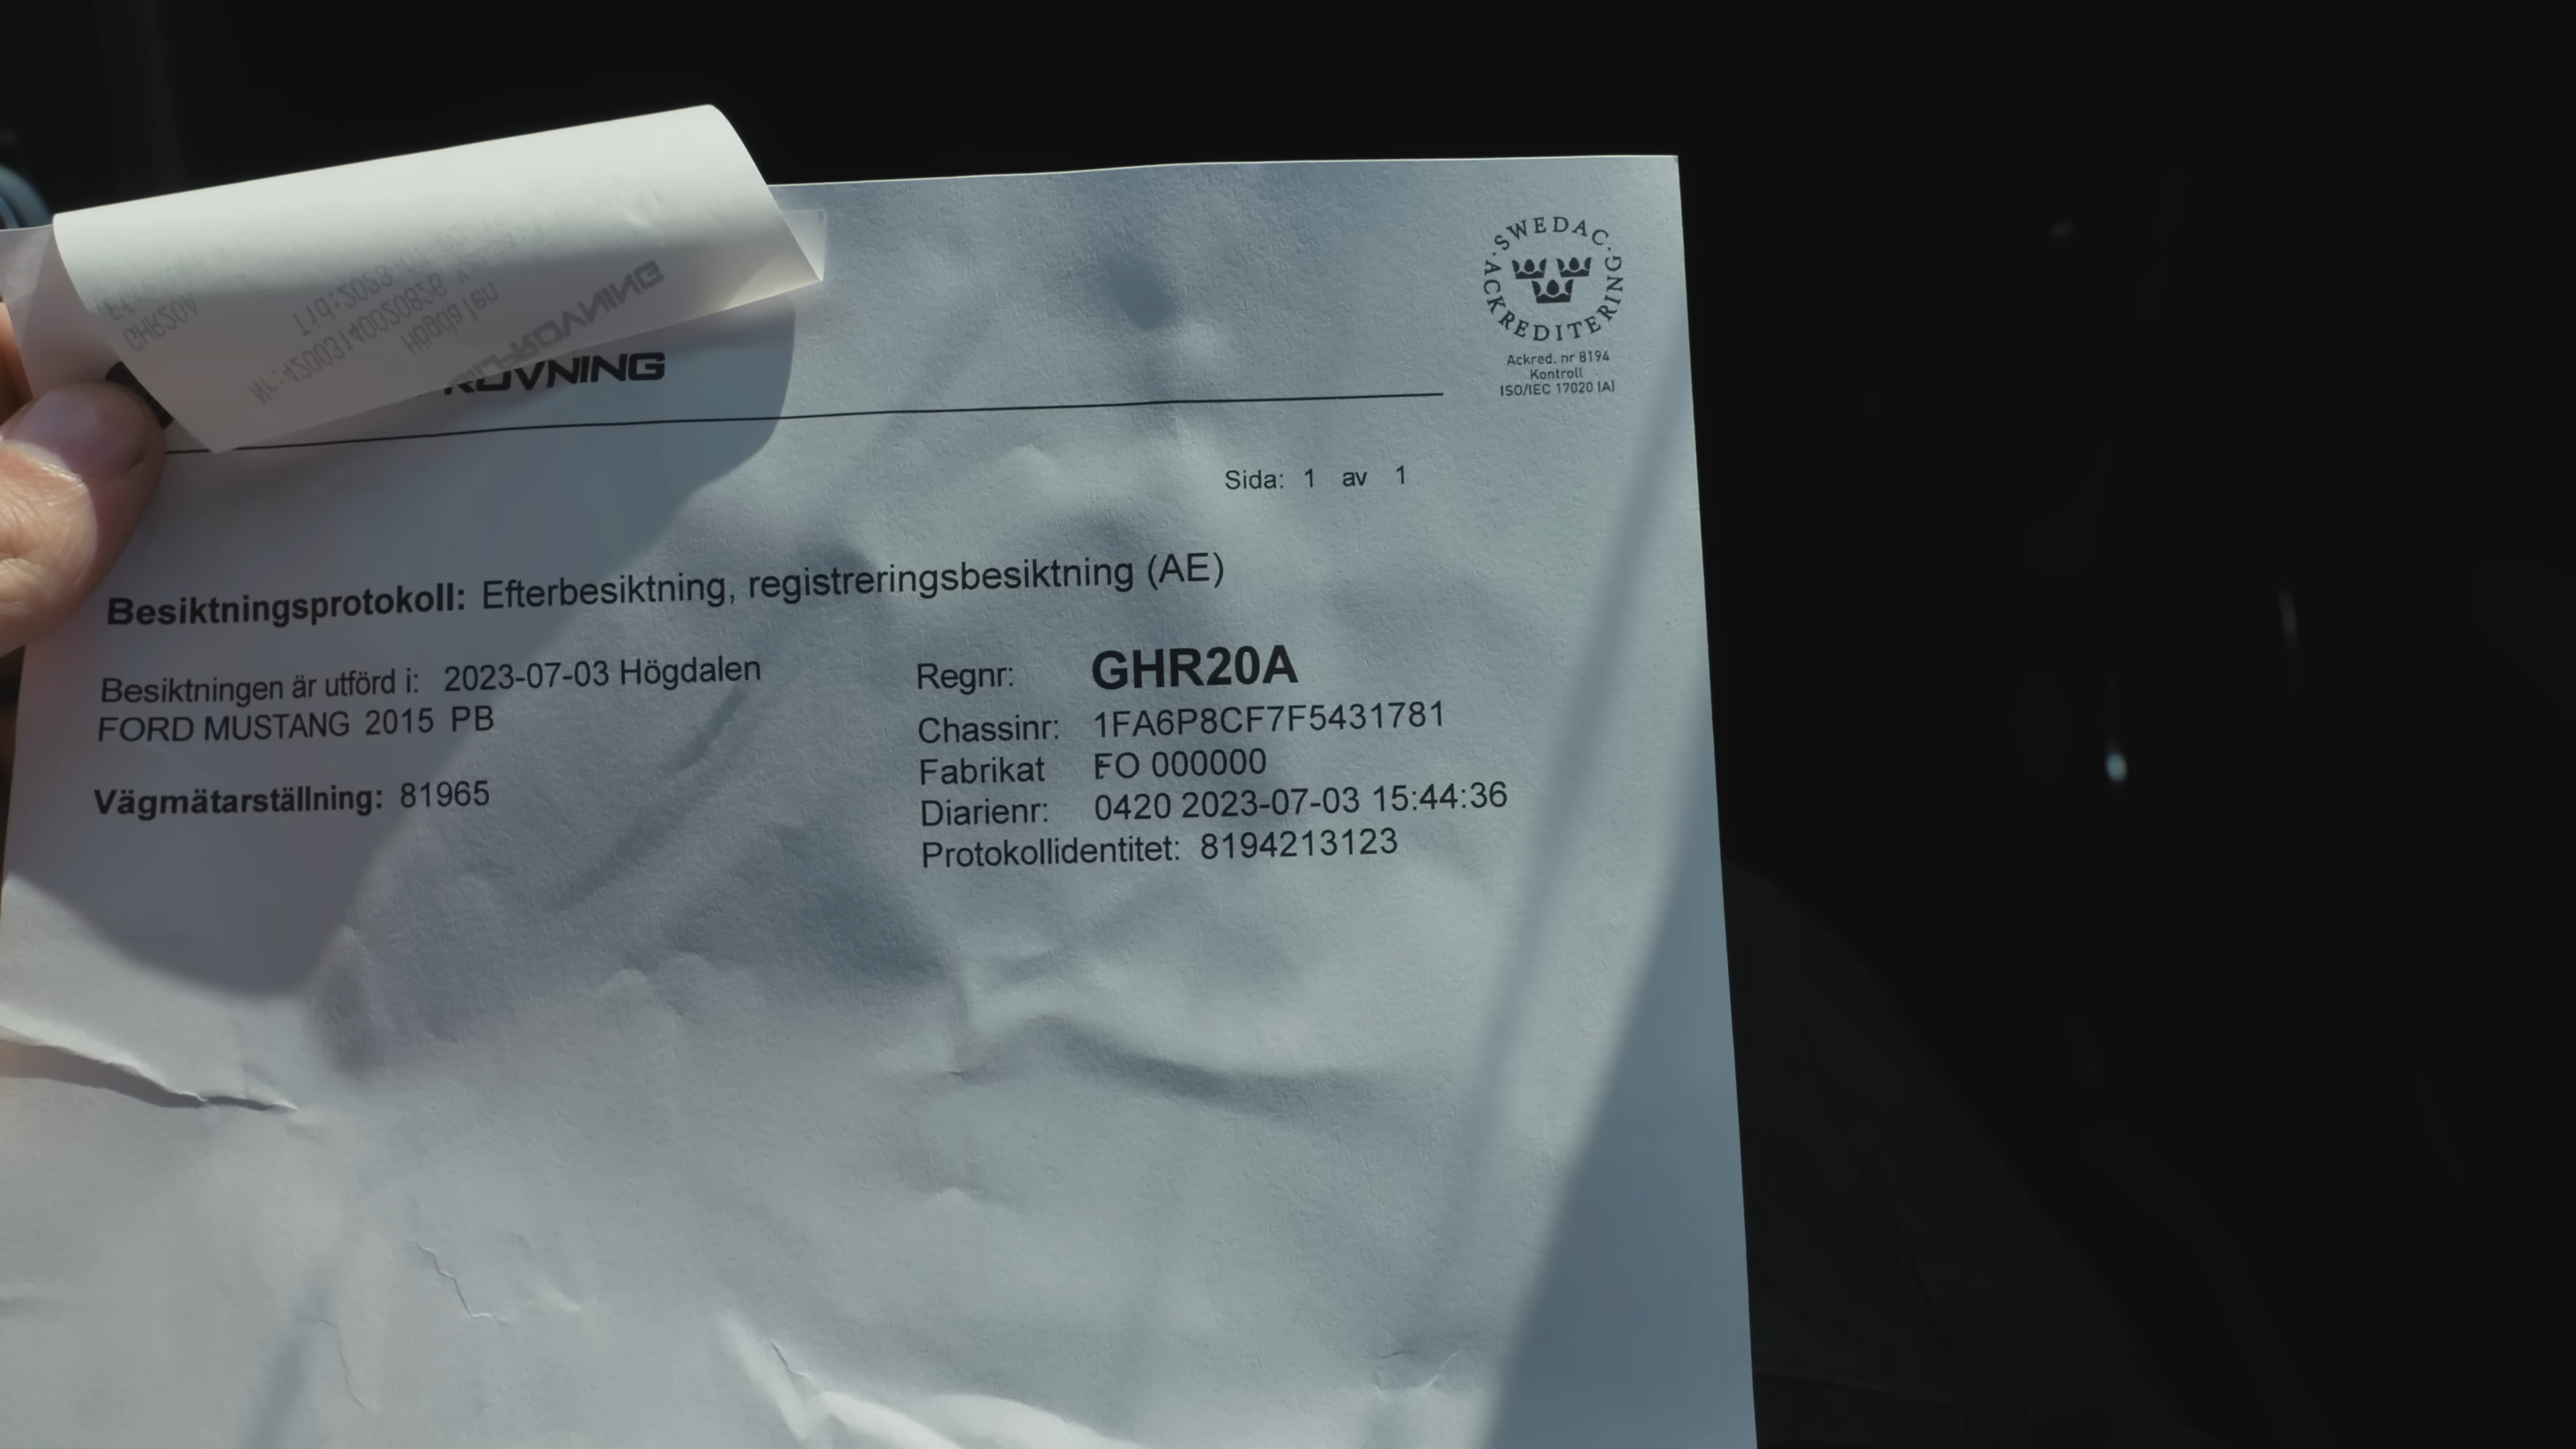 SWEDAC
ACKREDITERING
Ackred. nr 8194
Kontroll
ISO/IEC 17020 (A)
Sida: 1 av 1
Besiktningsprotokoll: Efterbesiktning, registreringsbesiktning (AE)
Besiktningen är utförd i: 2023-07-03 Högdalen
FORD MUSTANG 2015 PB
Vägmätarställning: 81965
Regnr: GHR20A
Chassinr: 1FA6P8CF7F5431781
Fabrikat FO 000000
Diarienr: 0420 2023-07-03 15:44:36
Protokollidentitet: 8194213123